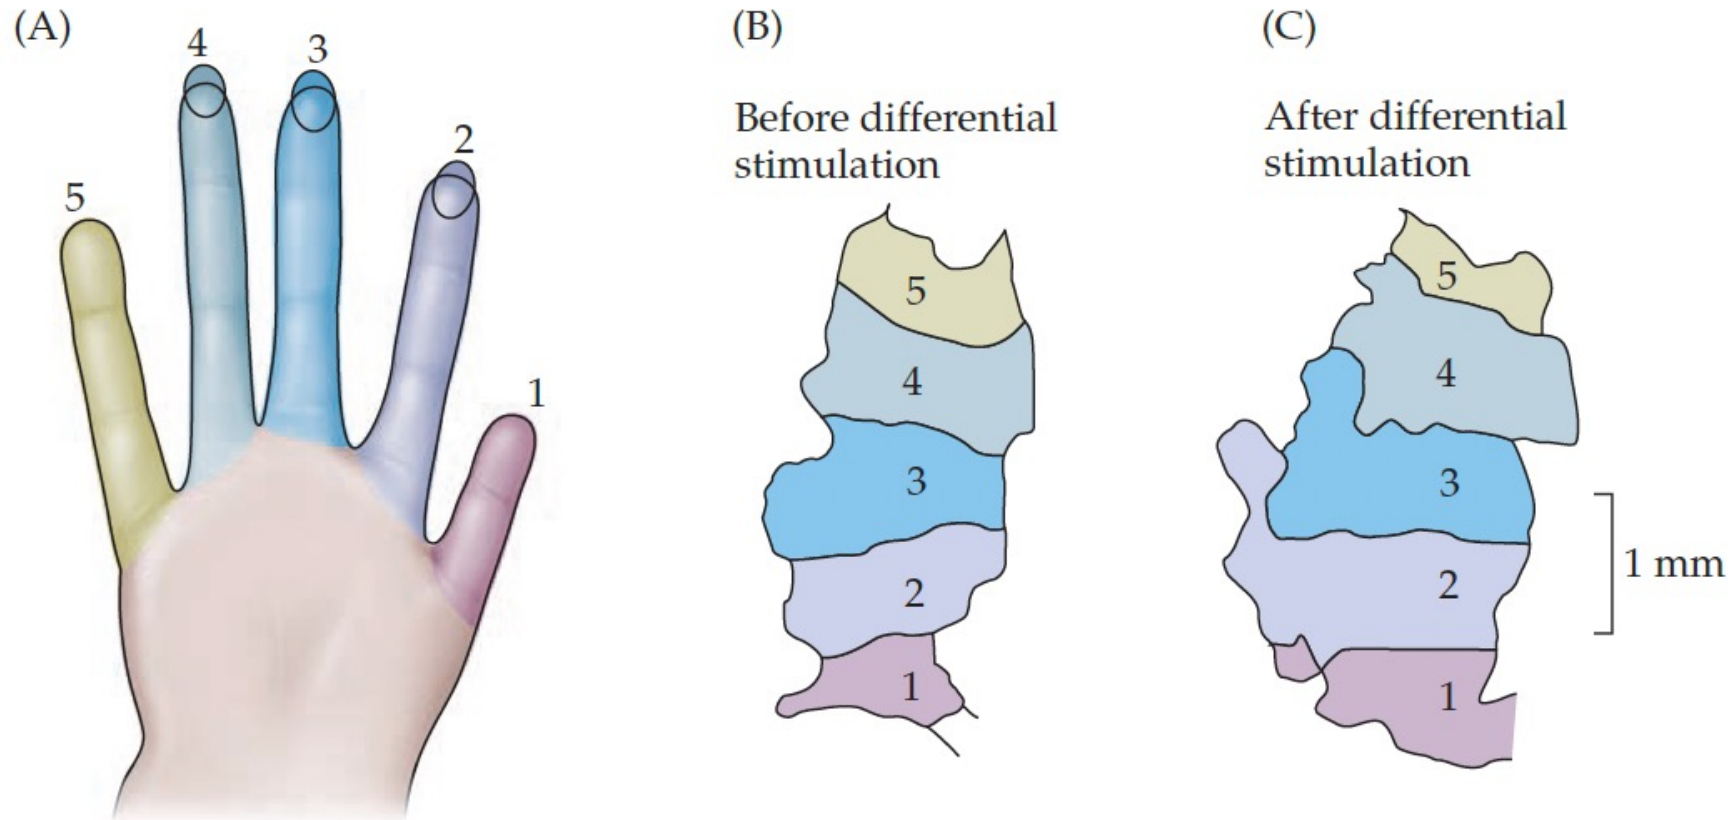 (A)
4
3
2
5
1
(B)
Before differential
stimulation
5
4
3
2
1
(C)
After differential
stimulation
5
4
3
2
1
1 mm